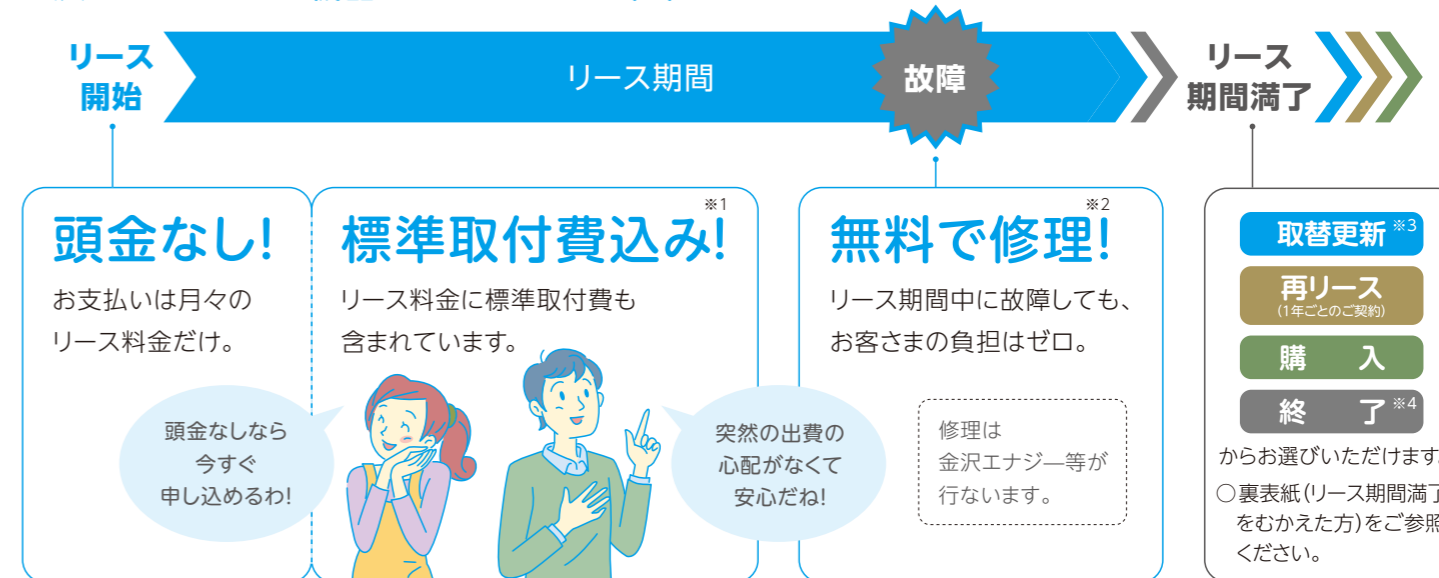 リース
開始
リース期間
故障
リース
期間満了
頭金なし!
お支払いは月々の
リース料金だけ。
頭金なしなら
今すぐ
申し込めるわ!
標準取付費込み!※1
リース料金に標準取付費も
含まれています。
突然の出費の
心配がなくて
安心だね!
無料で修理!※2
リース期間中に故障しても、
お客さまの負担はゼロ。
修理は
金沢エナジ―等が
行ないます。
取替更新※3
再リース
(1年ごとのご契約)
購 入
終 了※4
からお選びいただけます。
○裏表紙(リース期間満了
をむかえた方)をご参照
ください。